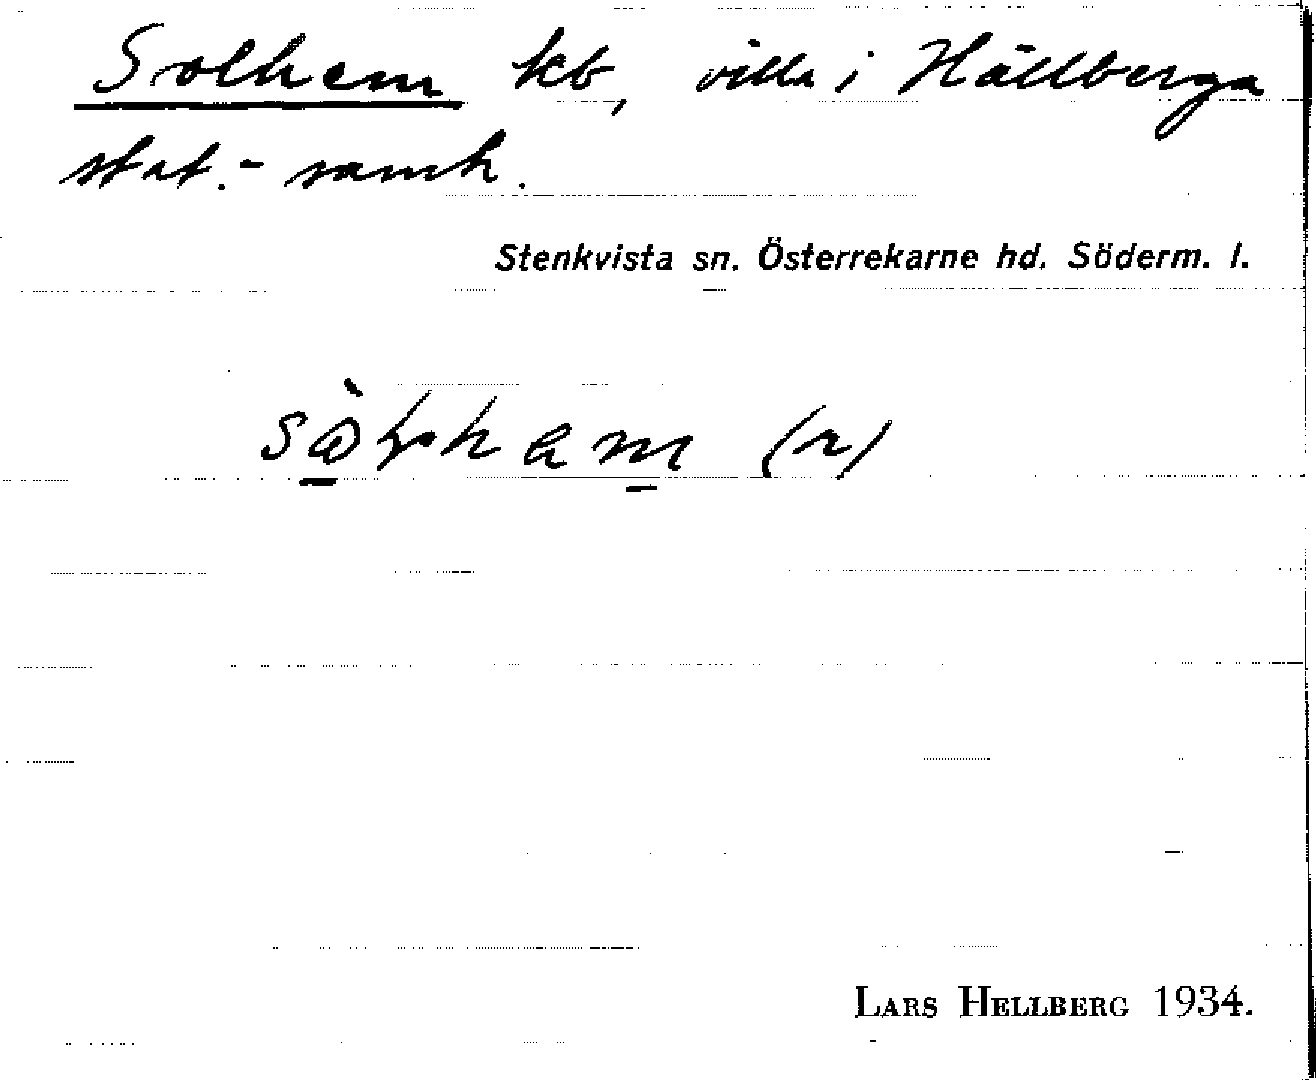 Solhem kb, villa i Hällberga
stat.-samh.
Stenkvista sn. Österrekarne hd. Söderm. l.
(r)
LARS HELLBERG 1934.